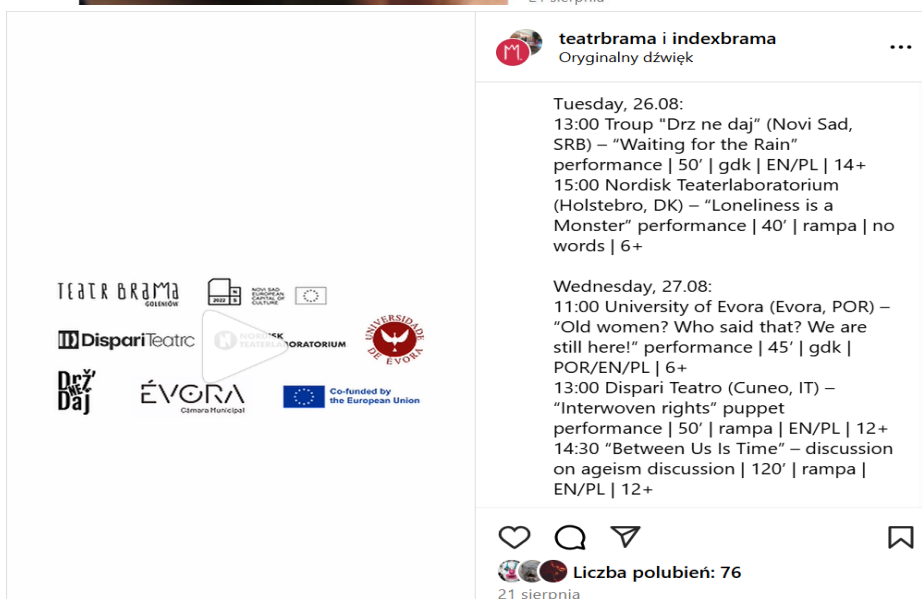 21 sierpnia
teatrbrama i indexbrama
Oryginalny dźwięk
Tuesday, 26.08:
13:00 Troup "Drz ne daj” (Novi Sad,
SRB) – “Waiting for the Rain”
performance | 50’ | gdk | EN/PL | 14+
15:00 Nordisk Teaterlaboratorium
(Holstebro, DK) – “Loneliness is a
Monster” performance | 40’ | rampa | no
words | 6+
Wednesday, 27.08:
11:00 University of Evora (Evora, POR) –
“Old women? Who said that? We are
still here!” performance | 45’ | gdk |
POR/EN/PL | 6+
13:00 Dispari Teatro (Cuneo, IT) –
“Interwoven rights” puppet
performance | 50’ | rampa | EN/PL | 12+
14:30 “Between Us Is Time” – discussion
on ageism discussion | 120’ | rampa |
EN/PL | 12+
Liczba polubień: 76
21 sierpnia
TEATR BRAMA
GOLENIÓW
2022 NS
NOVI SAD
EUROPEAN
CAPITAL OF
CULTURE
DispariTeatro
NORDISK
TEATERLABORATORIUM
UNIVERSIDADE
DE ÉVORA
Drž'
NE
Daj
ÉVORA
Câmara Municipal
Co-funded by
the European Union